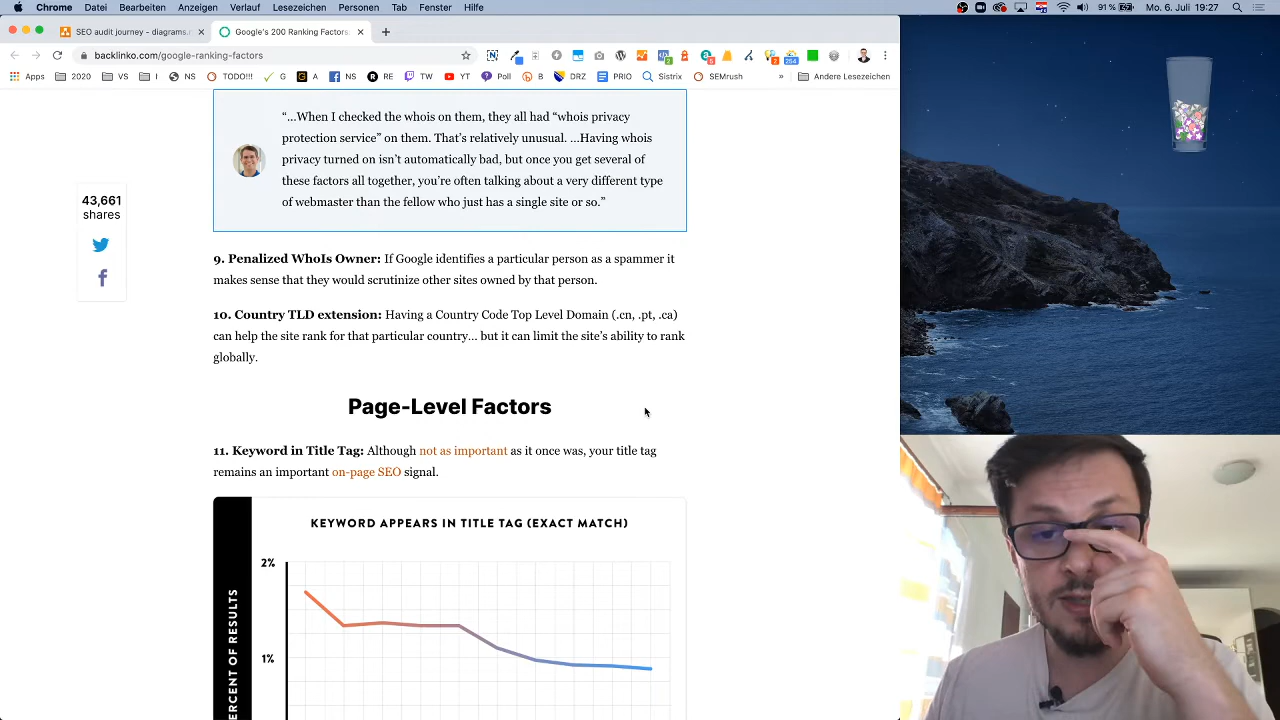 Chrome Datei Bearbeiten Anzeigen Verlauf Lesezeichen Personen Tab Fenster Hilfe 91 % Mo. 6. Juli 19:27
SEO audit journey - diagrams.n Google's 200 Ranking Factors:
backlinko.com/google-ranking-factors
Apps 2020 VS I NS TODO!!! G A NS RE TW YT Poll B DRZ PRIO Sistrix SEMrush » Andere Lesezeichen
“...When I checked the whois on them, they all had “whois privacy
protection service” on them. That’s relatively unusual. ...Having whois
privacy turned on isn’t automatically bad, but once you get several of
these factors all together, you’re often talking about a very different type
of webmaster than the fellow who just has a single site or so.”
43,661
shares
9. Penalized WhoIs Owner: If Google identifies a particular person as a spammer it
makes sense that they would scrutinize other sites owned by that person.
10. Country TLD extension: Having a Country Code Top Level Domain (.cn, .pt, .ca)
can help the site rank for that particular country... but it can limit the site’s ability to rank
globally.
Page-Level Factors
11. Keyword in Title Tag: Although not as important as it once was, your title tag
remains an important on-page SEO signal.
KEYWORD APPEARS IN TITLE TAG (EXACT MATCH)
2%
1%
ERCENT OF RESULTS